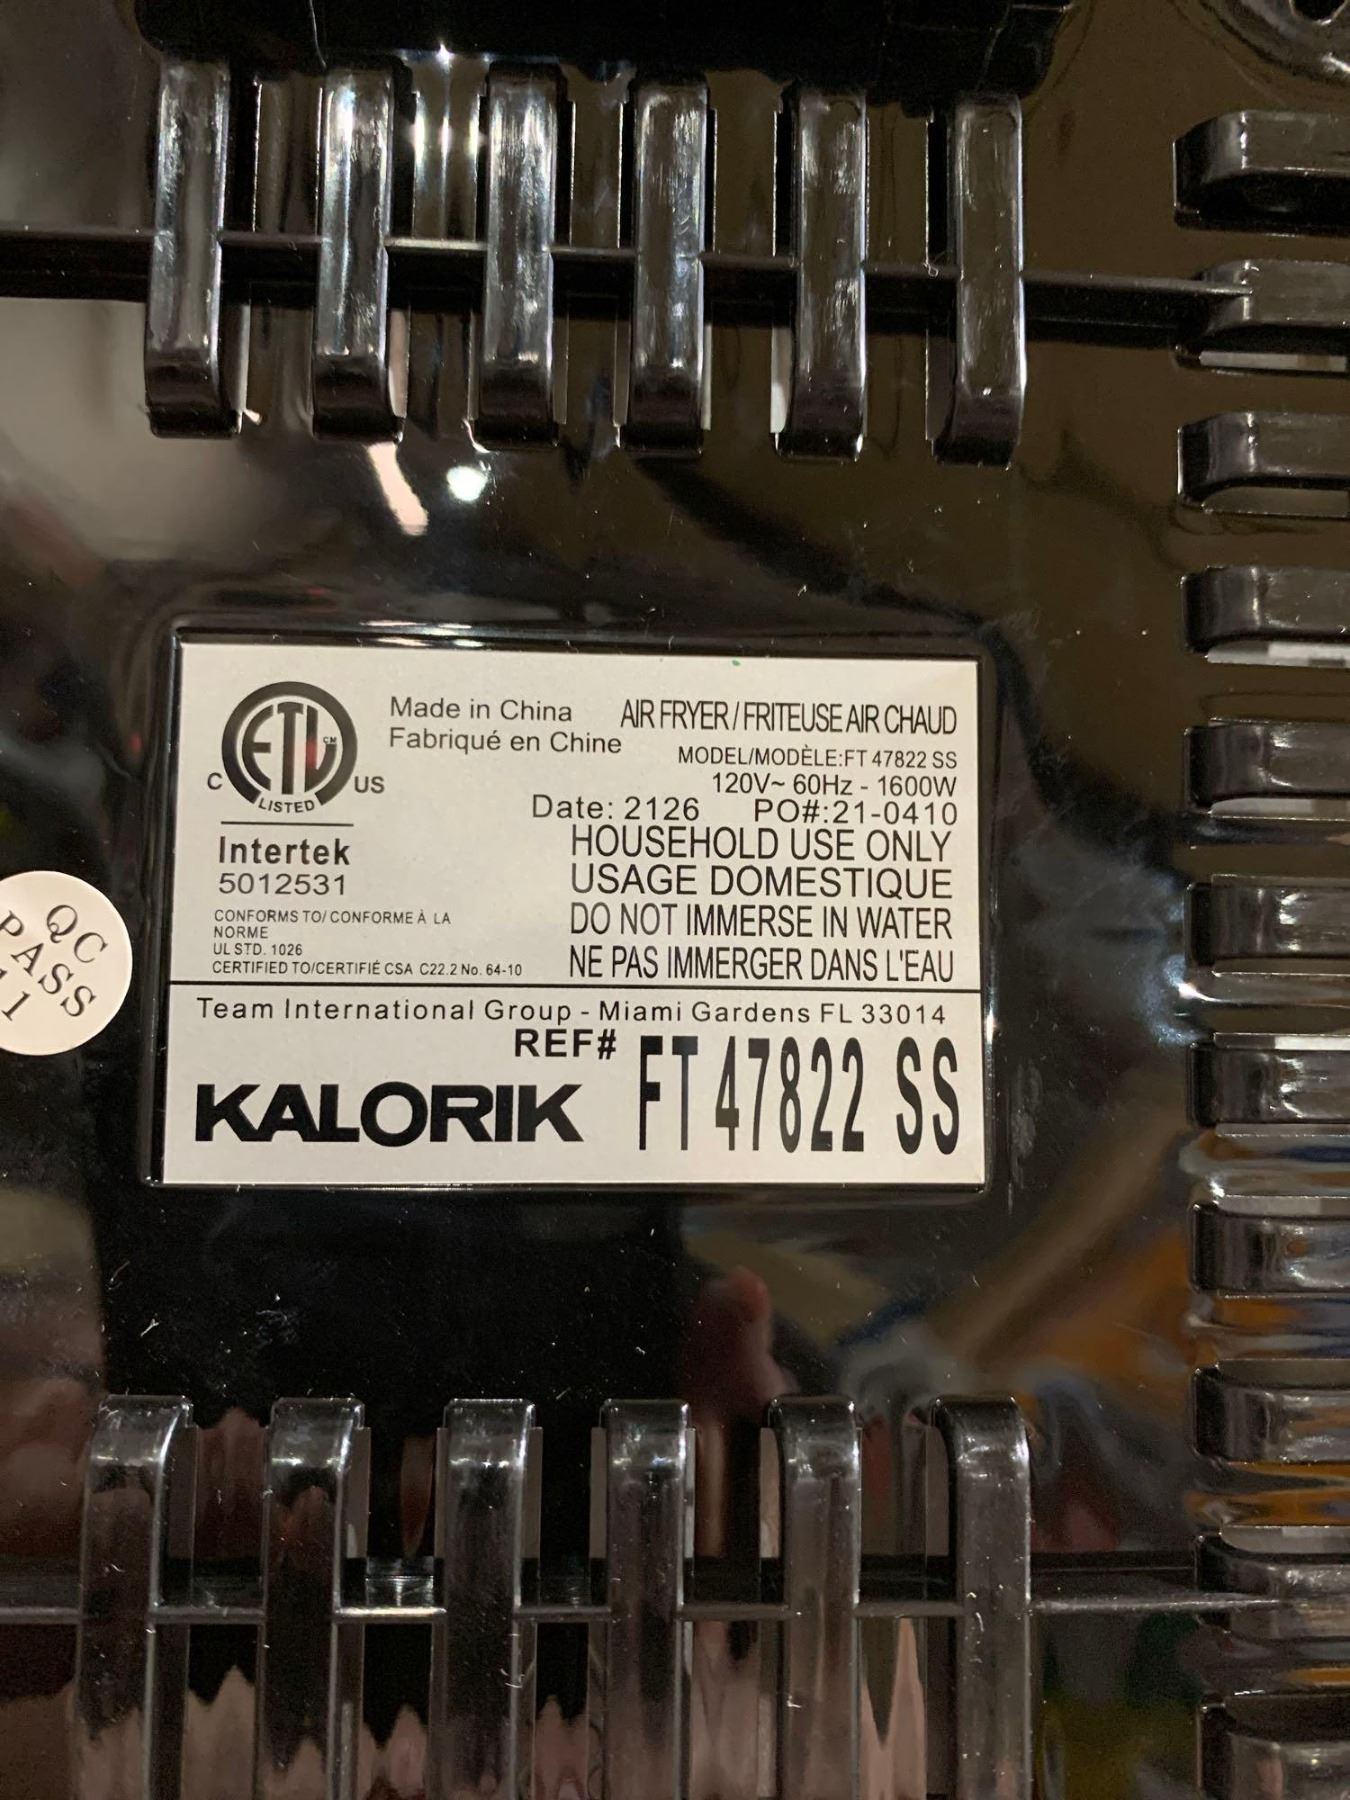 ETL CM
C US
LISTED
Intertek
5012531
CONFORMS TO/ CONFORME À LA
NORME
UL STD. 1026
CERTIFIED TO/CERTIFIÉ CSA C22.2 No. 64-10
Made in China
Fabriqué en Chine
AIR FRYER / FRITEUSE AIR CHAUD
MODEL/MODÈLE:FT 47822 SS
120V~ 60Hz - 1600W
Date: 2126 PO#:21-0410
HOUSEHOLD USE ONLY
USAGE DOMESTIQUE
DO NOT IMMERSE IN WATER
NE PAS IMMERGER DANS L'EAU
Team International Group - Miami Gardens FL 33014
REF# FT 47822 SS
KALORIK
QC
PASS
11